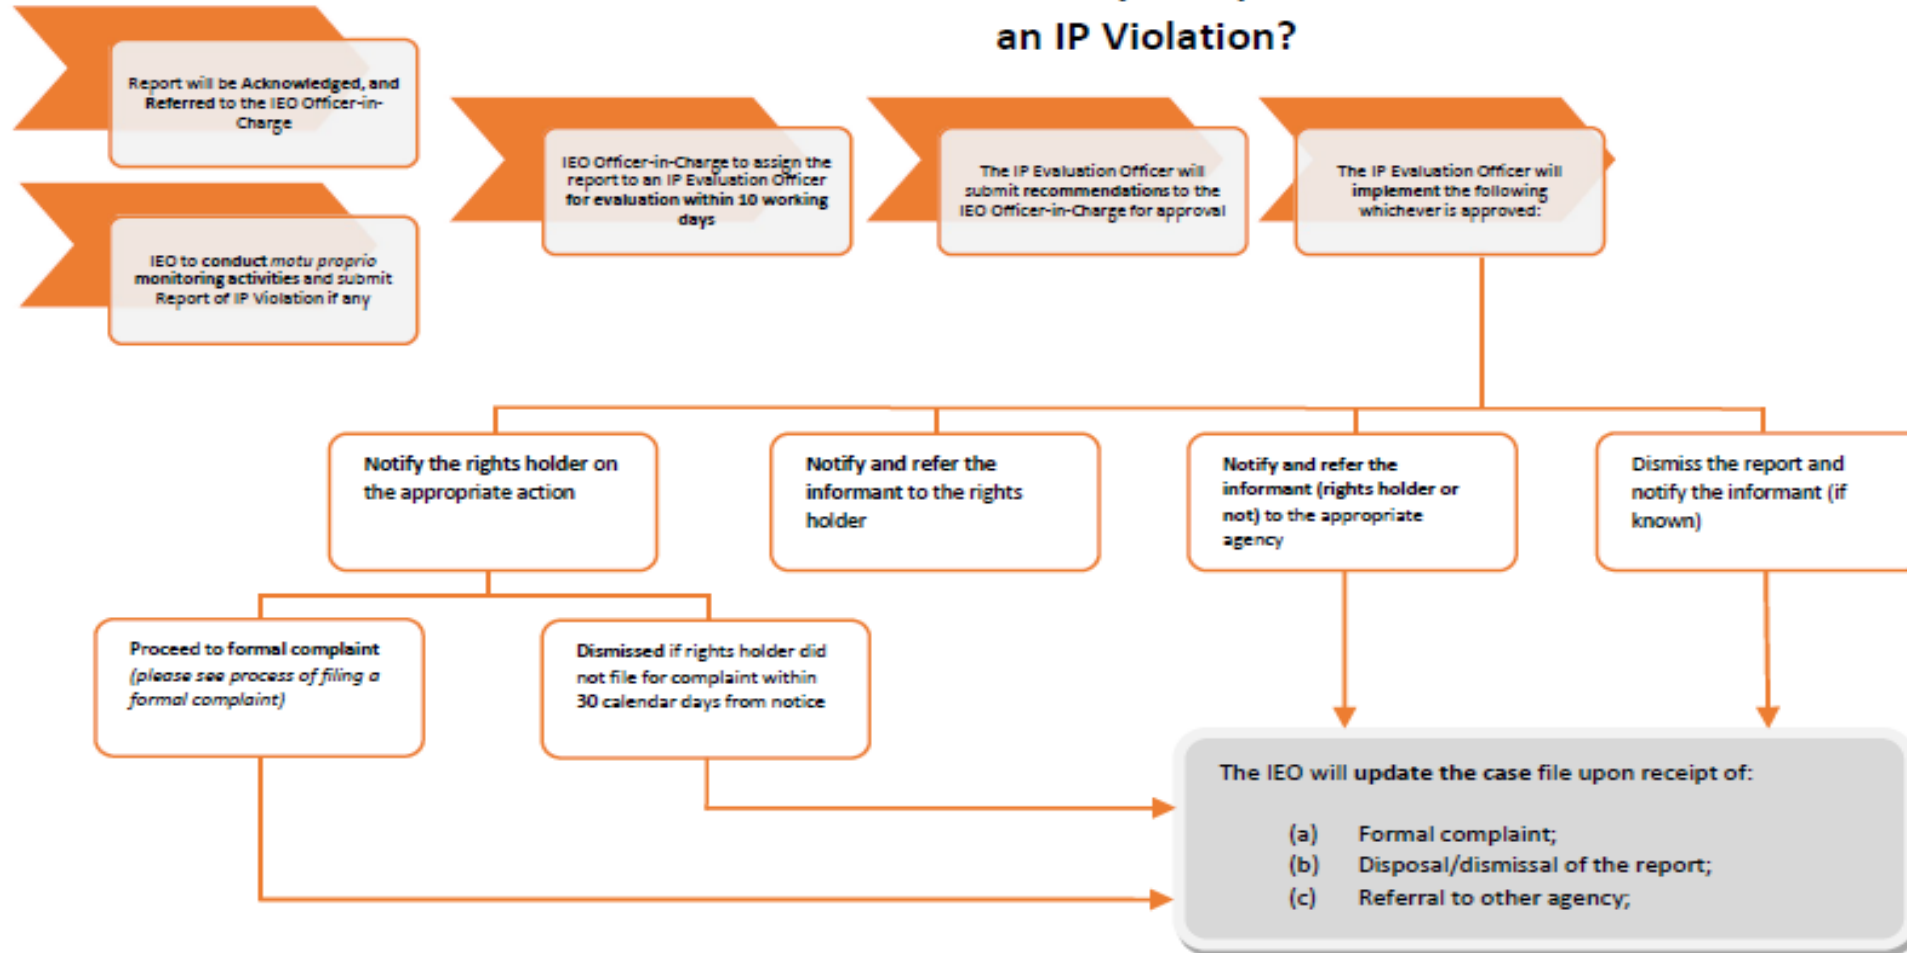 an IP Violation?
Report will be Acknowledged, and
Referred to the IEO Officer-in-
Charge
IEO to conduct motu proprio
monitoring activities and submit
Report of IP Violation if any
IEO Officer-in-Charge to assign the
report to an IP Evaluation Officer
for evaluation within 10 working
days
The IP Evaluation Officer will
submit recommendations to the
IEO Officer-in-Charge for approval
The IP Evaluation Officer will
implement the following
whichever is approved:
Notify the rights holder on
the appropriate action
Notify and refer the
informant to the rights
holder
Notify and refer the
informant (rights holder or
not) to the appropriate
agency
Dismiss the report and
notify the informant (if
known)
Proceed to formal complaint
(please see process of filing a
formal complaint)
Dismissed if rights holder did
not file for complaint within
30 calendar days from notice
The IEO will update the case file upon receipt of:
(a) Formal complaint;
(b) Disposal/dismissal of the report;
(c) Referral to other agency;